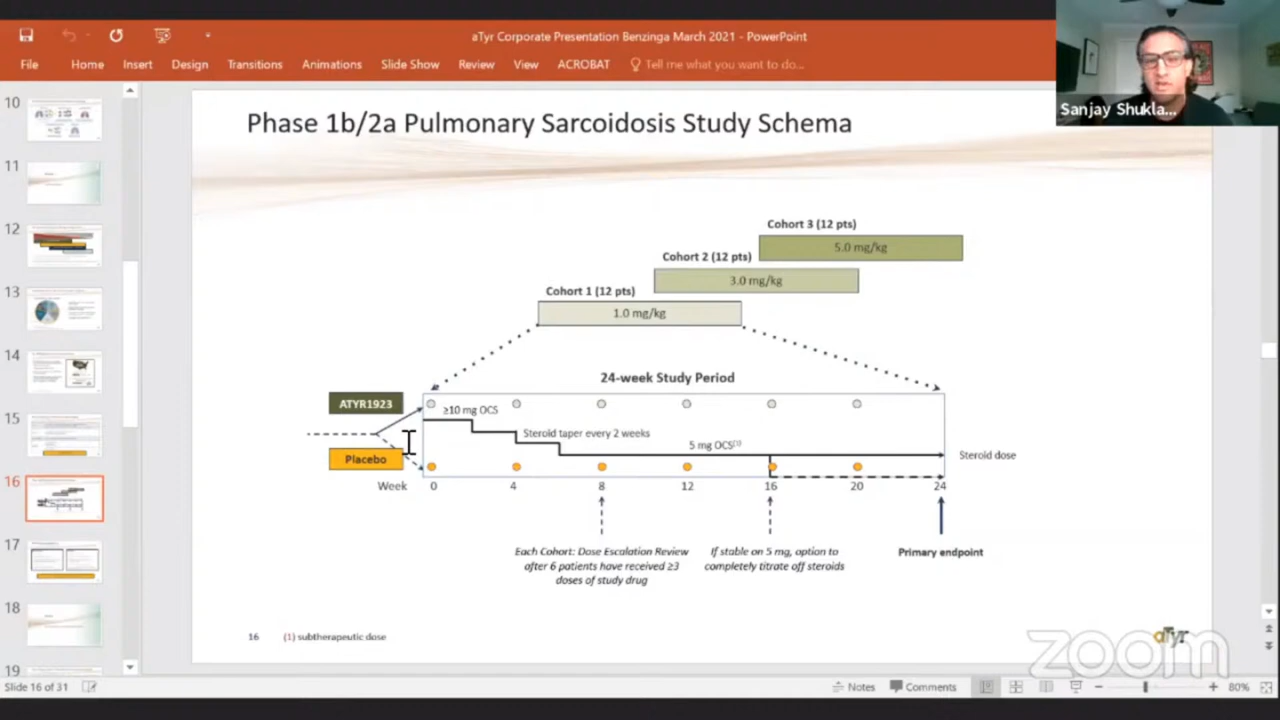 aTyr Corporate Presentation Benzinga March 2021 - PowerPoint
File Home Insert Design Transitions Animations Slide Show Review View ACROBAT Tell me what you want to do...
Sanjay Shukla...
10
11
12
13
14
15
16
17
18
19
Phase 1b/2a Pulmonary Sarcoidosis Study Schema
Cohort 3 (12 pts)
5.0 mg/kg
Cohort 2 (12 pts)
3.0 mg/kg
Cohort 1 (12 pts)
1.0 mg/kg
24-week Study Period
ATYR1923
≥10 mg OCS
Steroid taper every 2 weeks
5 mg OCS(1)
Steroid dose
Placebo
Week 0 4 8 12 16 20 24
Each Cohort: Dose Escalation Review
after 6 patients have received ≥3
doses of study drug
If stable on 5 mg, option to
completely titrate off steroids
Primary endpoint
16 (1) subtherapeutic dose
aTyr
zoom
Slide 16 of 31 Notes Comments 80%